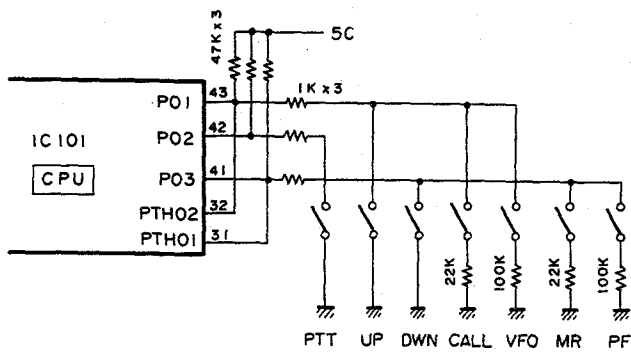 47K x 3
5C
PO1 43
1K x 3
PO2 42
IC101
CPU
PO3 41
PTHO2 32
PTHO1 31
22K
100K
22K
100K
PTT UP DWN CALL VFO MR PF